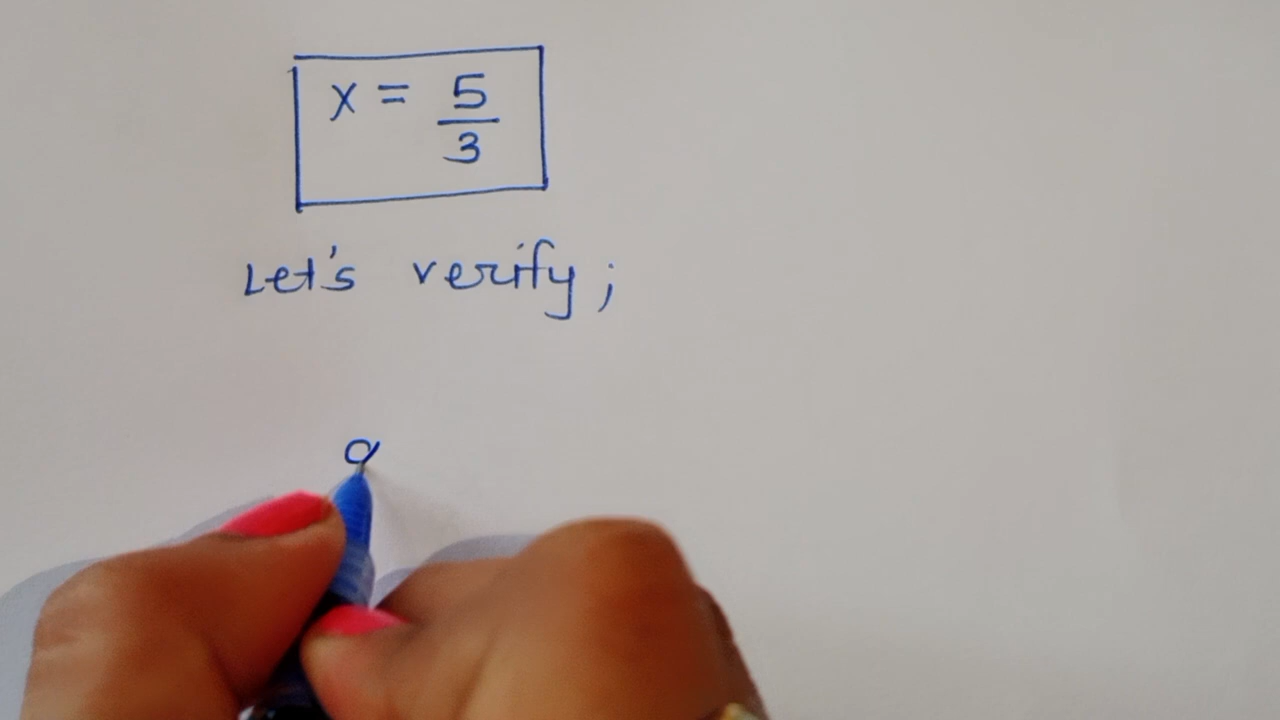 x = 5/3
Let's verify;